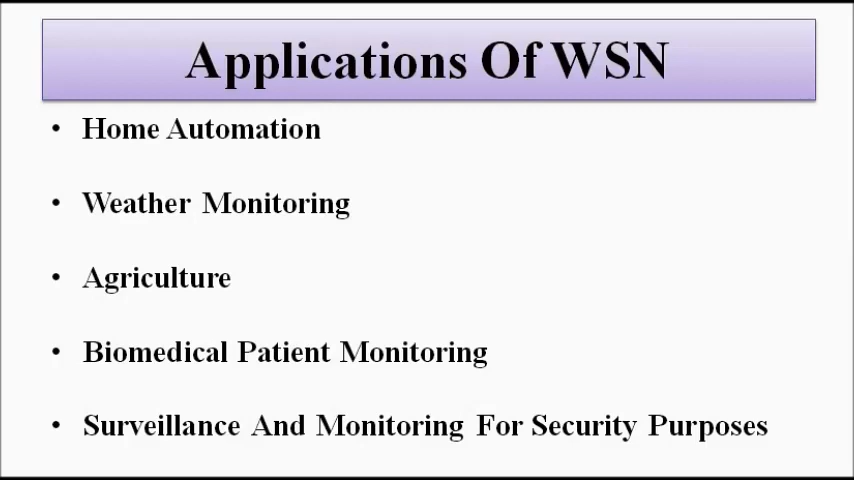 Applications Of WSN
• Home Automation
• Weather Monitoring
• Agriculture
• Biomedical Patient Monitoring
• Surveillance And Monitoring For Security Purposes